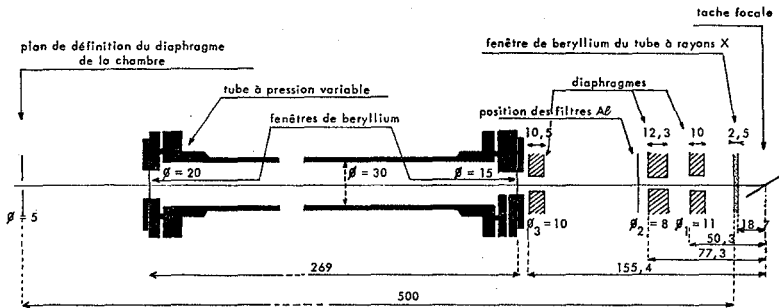 tache focale
plan de définition du diaphragme
de la chambre
fenêtre de beryllium du tube à rayons X
tube à pression variable
diaphragmes
fenêtres de beryllium
position des filtres Aℓ
10,5
12,3
10
2,5
Ø = 20
Ø = 30
Ø = 15
Ø = 5
Ø3 = 10
Ø2 = 8
Ø1 = 11
18,7
50,3
77,3
269
155,4
500